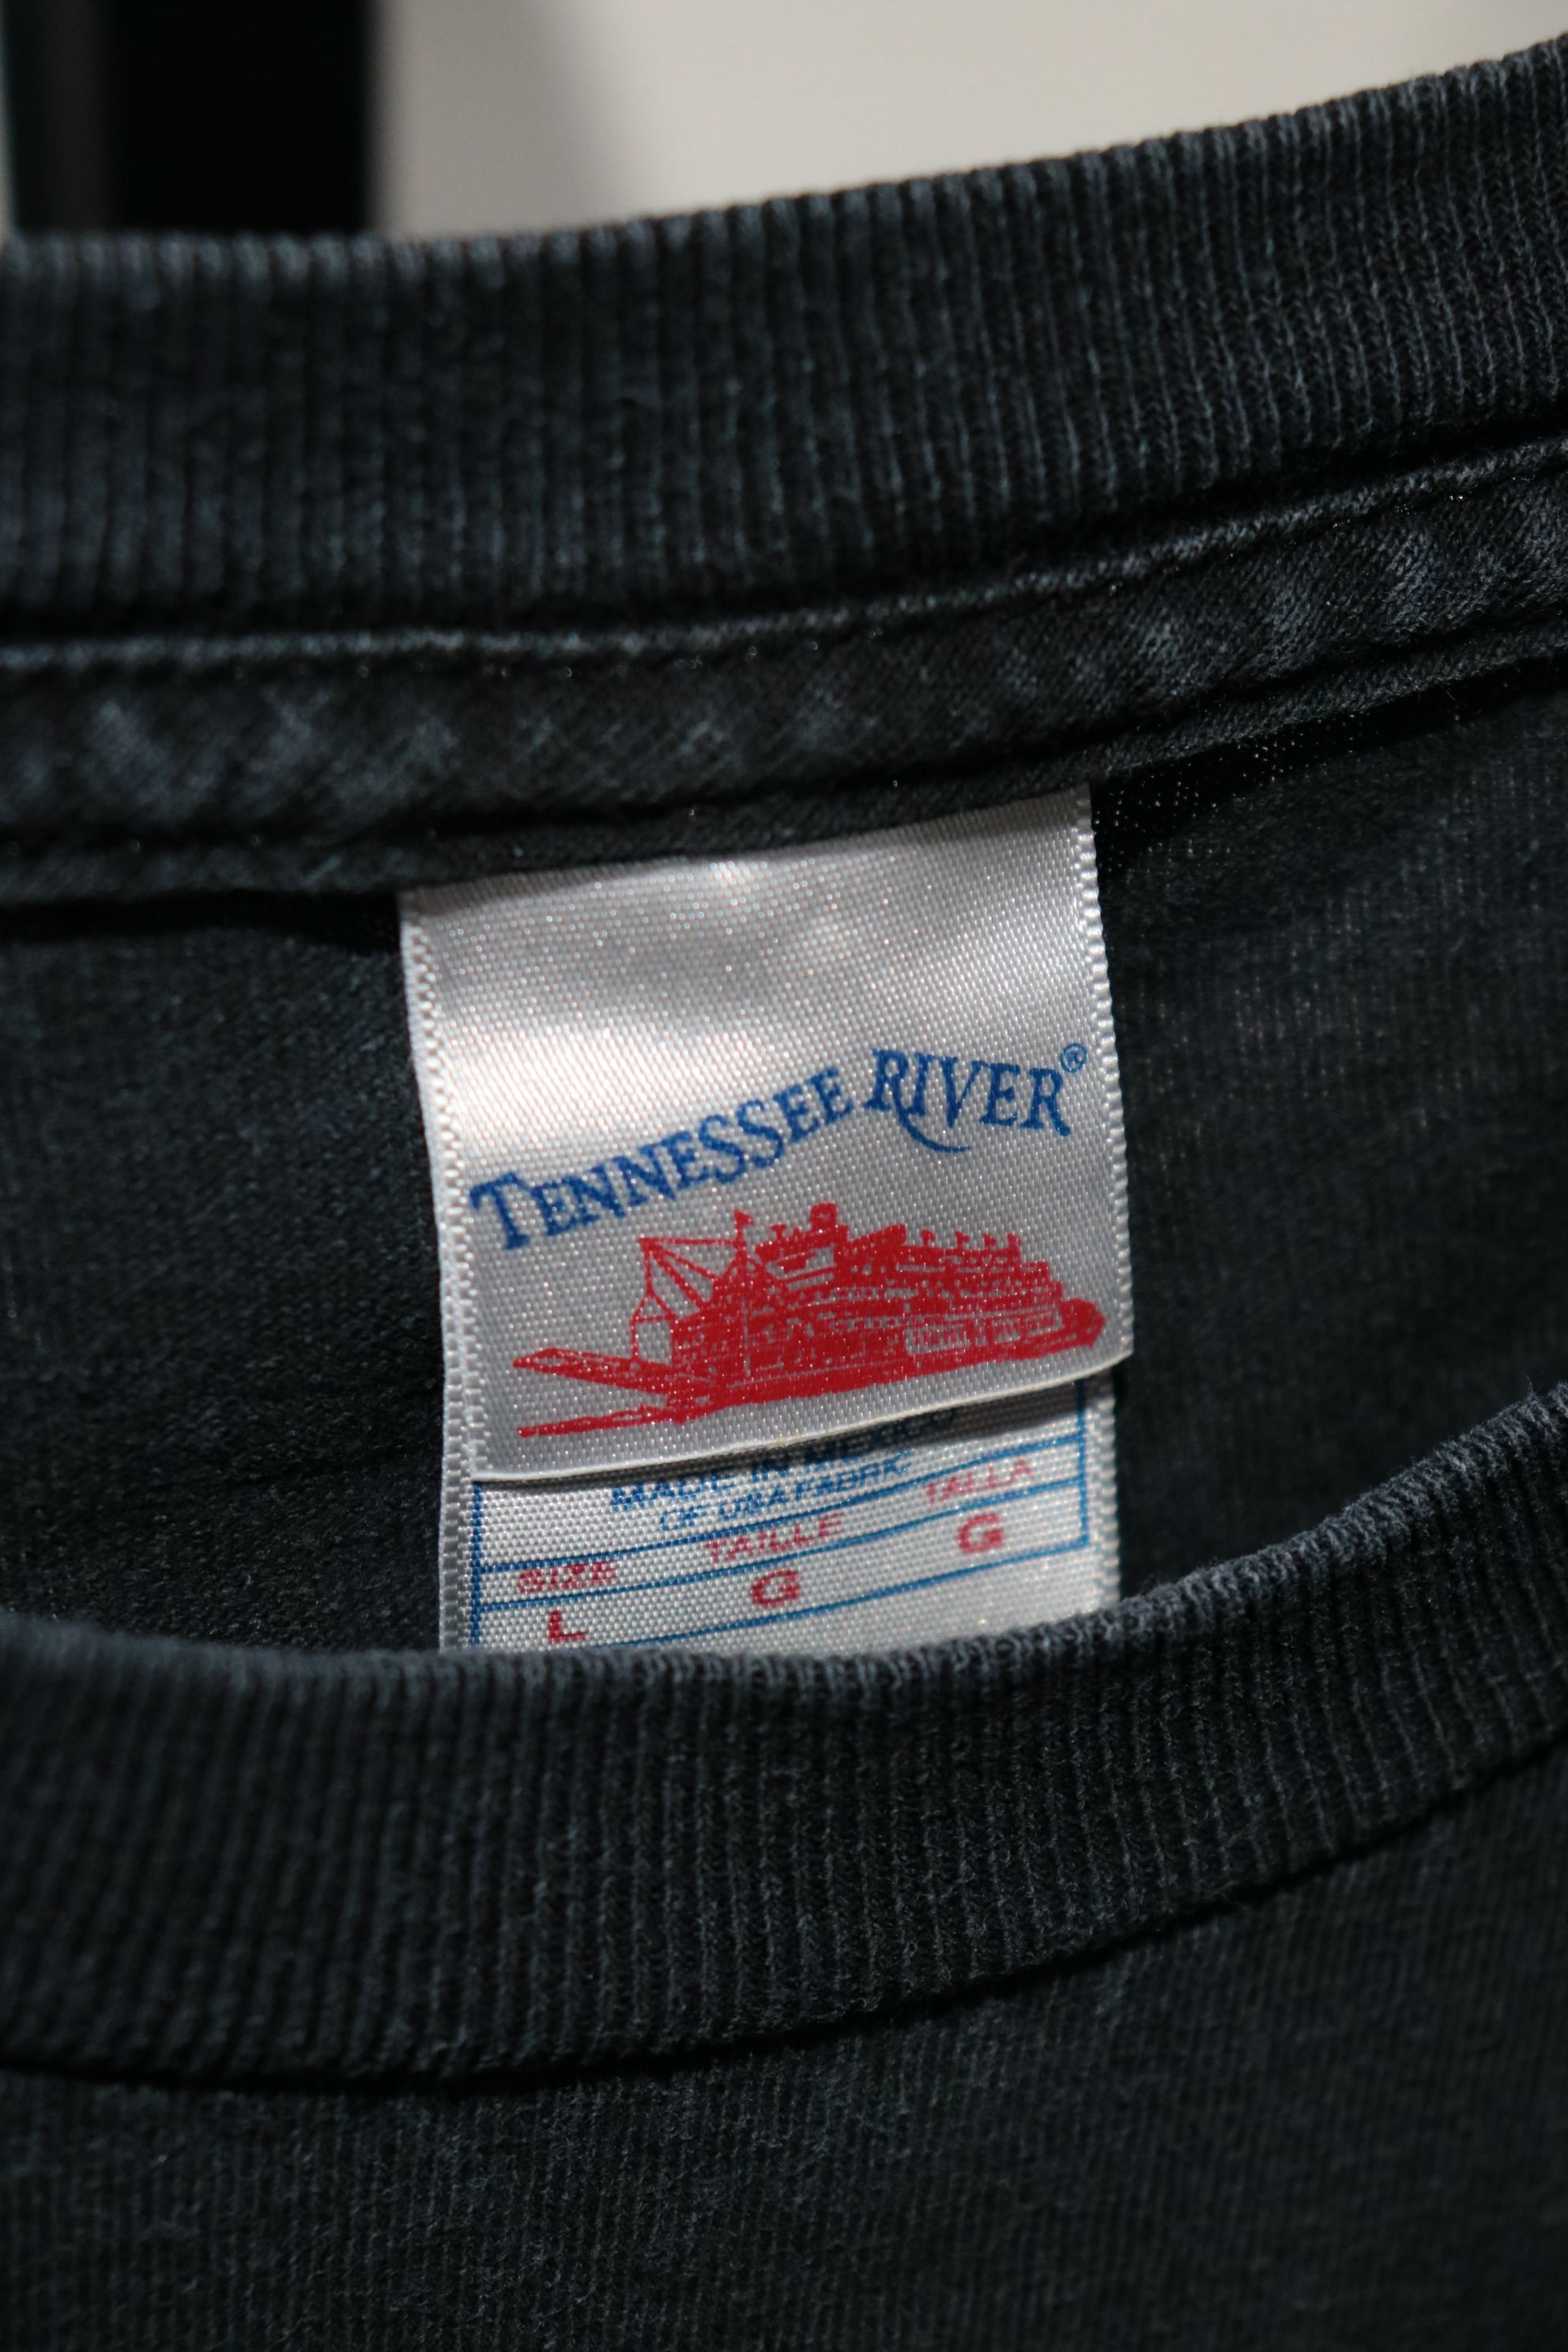 TENNESSEE RIVER®
MADE IN MEXICO
OF USA FABRIC
SIZE TAILLE TALLA
L G G